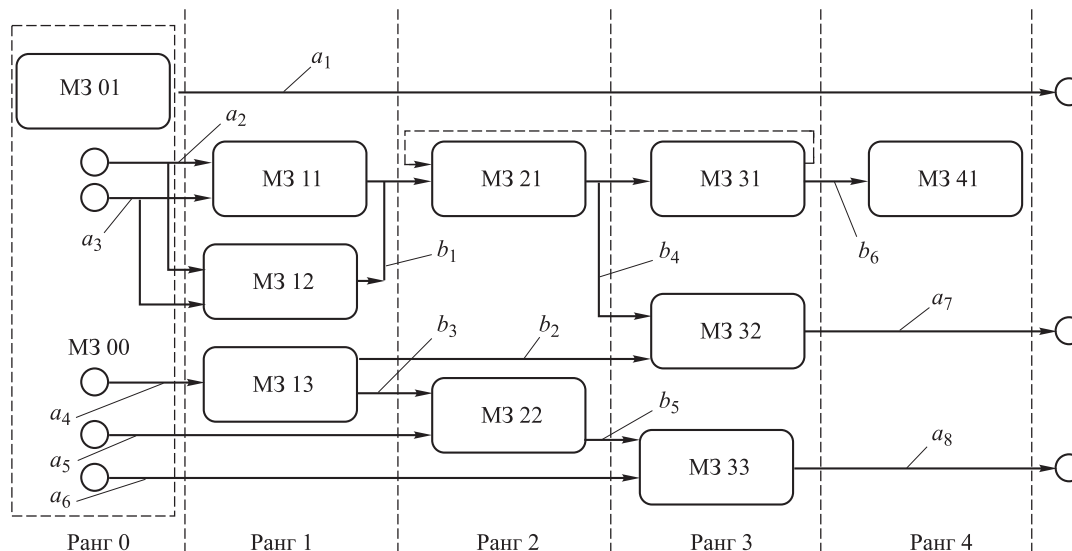 a1
МЗ 01
a2
МЗ 11
МЗ 21
МЗ 31
МЗ 41
a3
b1
b4
b6
МЗ 12
a7
МЗ 00
b3
b2
МЗ 32
МЗ 13
a4
МЗ 22
b5
a5
a8
МЗ 33
a6
Ранг 0
Ранг 1
Ранг 2
Ранг 3
Ранг 4